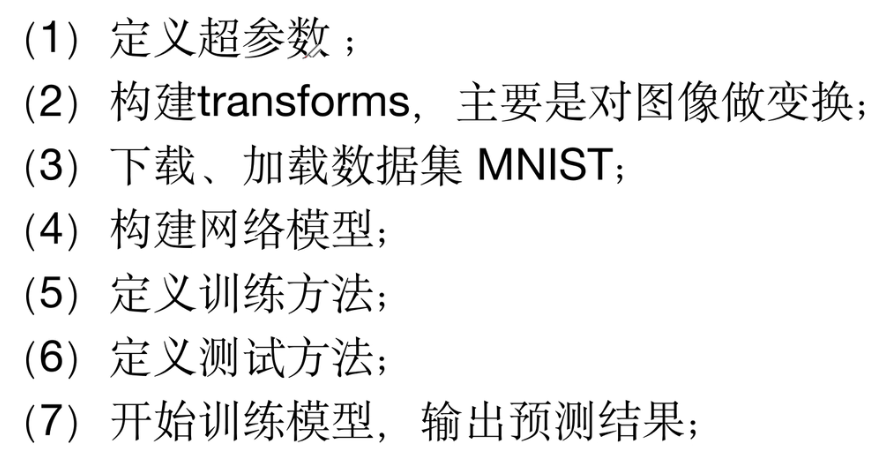 (1) 定义超参数 ;
(2) 构建transforms，主要是对图像做变换;
(3) 下载、加载数据集 MNIST;
(4) 构建网络模型;
(5) 定义训练方法;
(6) 定义测试方法;
(7) 开始训练模型，输出预测结果;